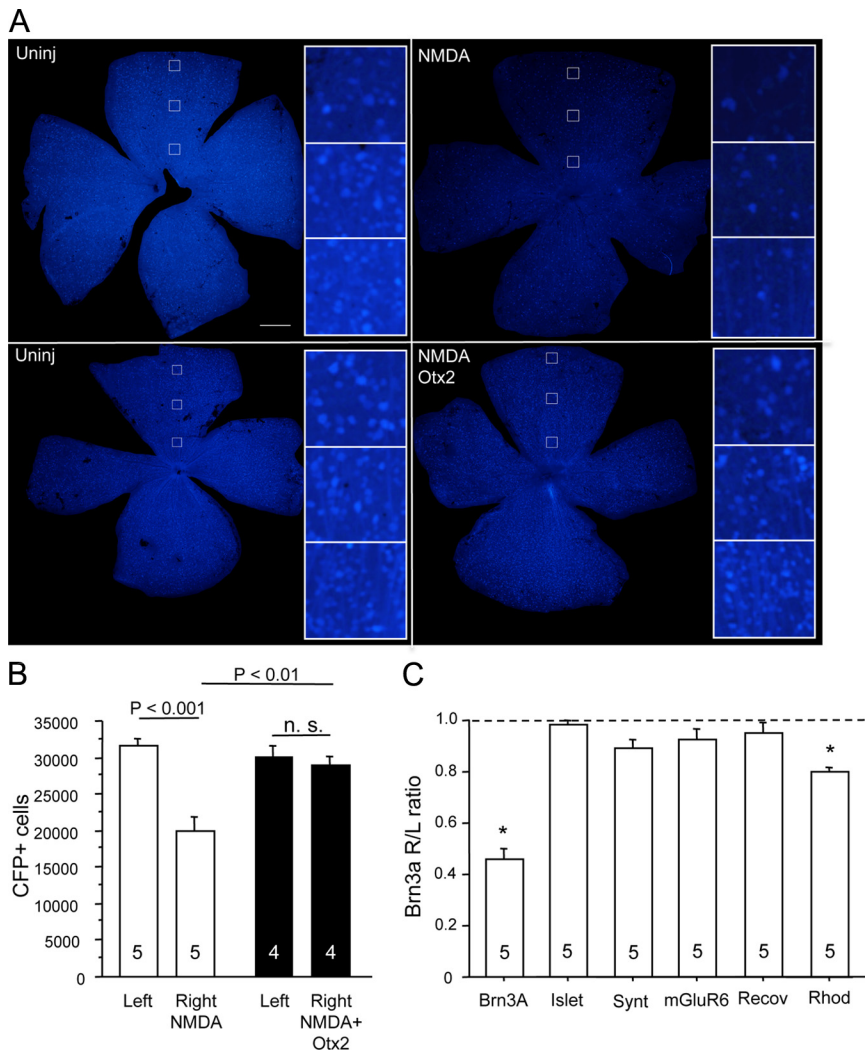 A
Uninj
NMDA
Uninj
NMDA
Otx2
B
P < 0.01
P < 0.001
n. s.
35000
30000
25000
20000
15000
10000
5000
0
CFP+ cells
5
5
4
4
Left
Right
NMDA
Left
Right
NMDA+
Otx2
C
1.0
0.8
0.6
0.4
0.2
0
Brn3a R/L ratio
*
*
5
5
5
5
5
5
Brn3A
Islet
Synt
mGluR6
Recov
Rhod